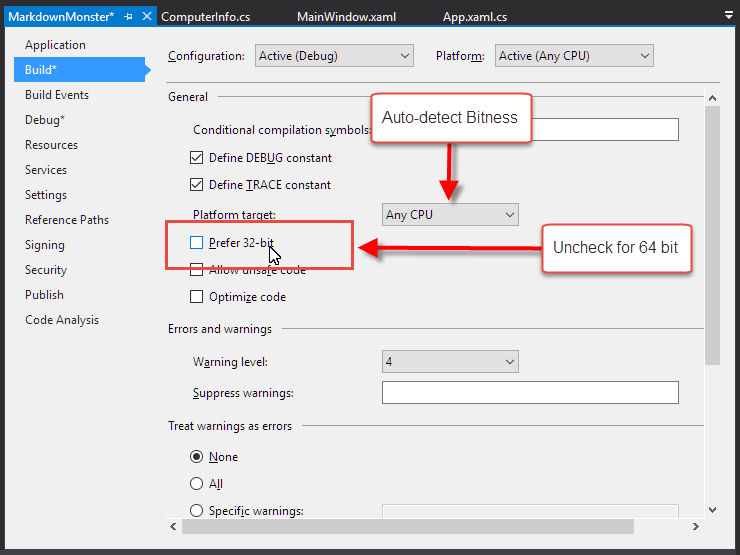 MarkdownMonster* ComputerInfo.cs MainWindow.xaml App.xaml.cs
Application
Build*
Build Events
Debug*
Resources
Services
Settings
Reference Paths
Signing
Security
Publish
Code Analysis
Configuration: Active (Debug) Platform: Active (Any CPU)
General
Auto-detect Bitness
Conditional compilation symbols:
Define DEBUG constant
Define TRACE constant
Platform target: Any CPU
Prefer 32-bit
Uncheck for 64 bit
Allow unsafe code
Optimize code
Errors and warnings
Warning level: 4
Suppress warnings:
Treat warnings as errors
None
All
Specific warnings: